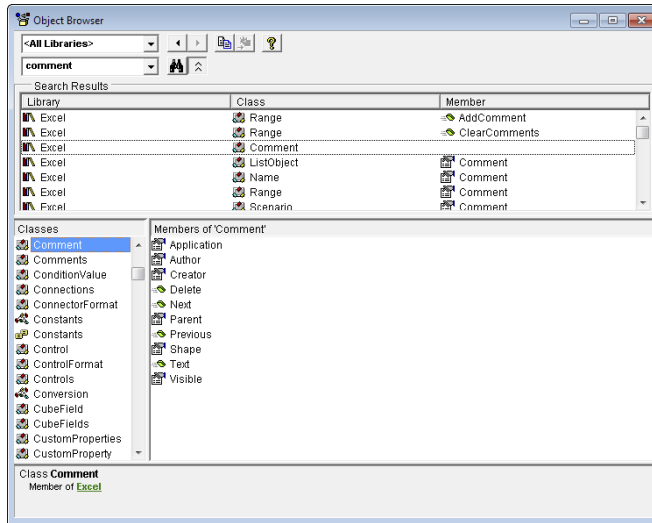 Object Browser
<All Libraries>
comment
Search Results
Library Class Member
Excel Range AddComment
Excel Range ClearComments
Excel Comment
Excel ListObject Comment
Excel Name Comment
Excel Range Comment
Excel Scenario Comment
Classes
Comment
Comments
ConditionValue
Connections
ConnectorFormat
Constants
Constants
Control
ControlFormat
Controls
Conversion
CubeField
CubeFields
CustomProperties
CustomProperty
Members of 'Comment'
Application
Author
Creator
Delete
Next
Parent
Previous
Shape
Text
Visible
Class Comment
Member of Excel